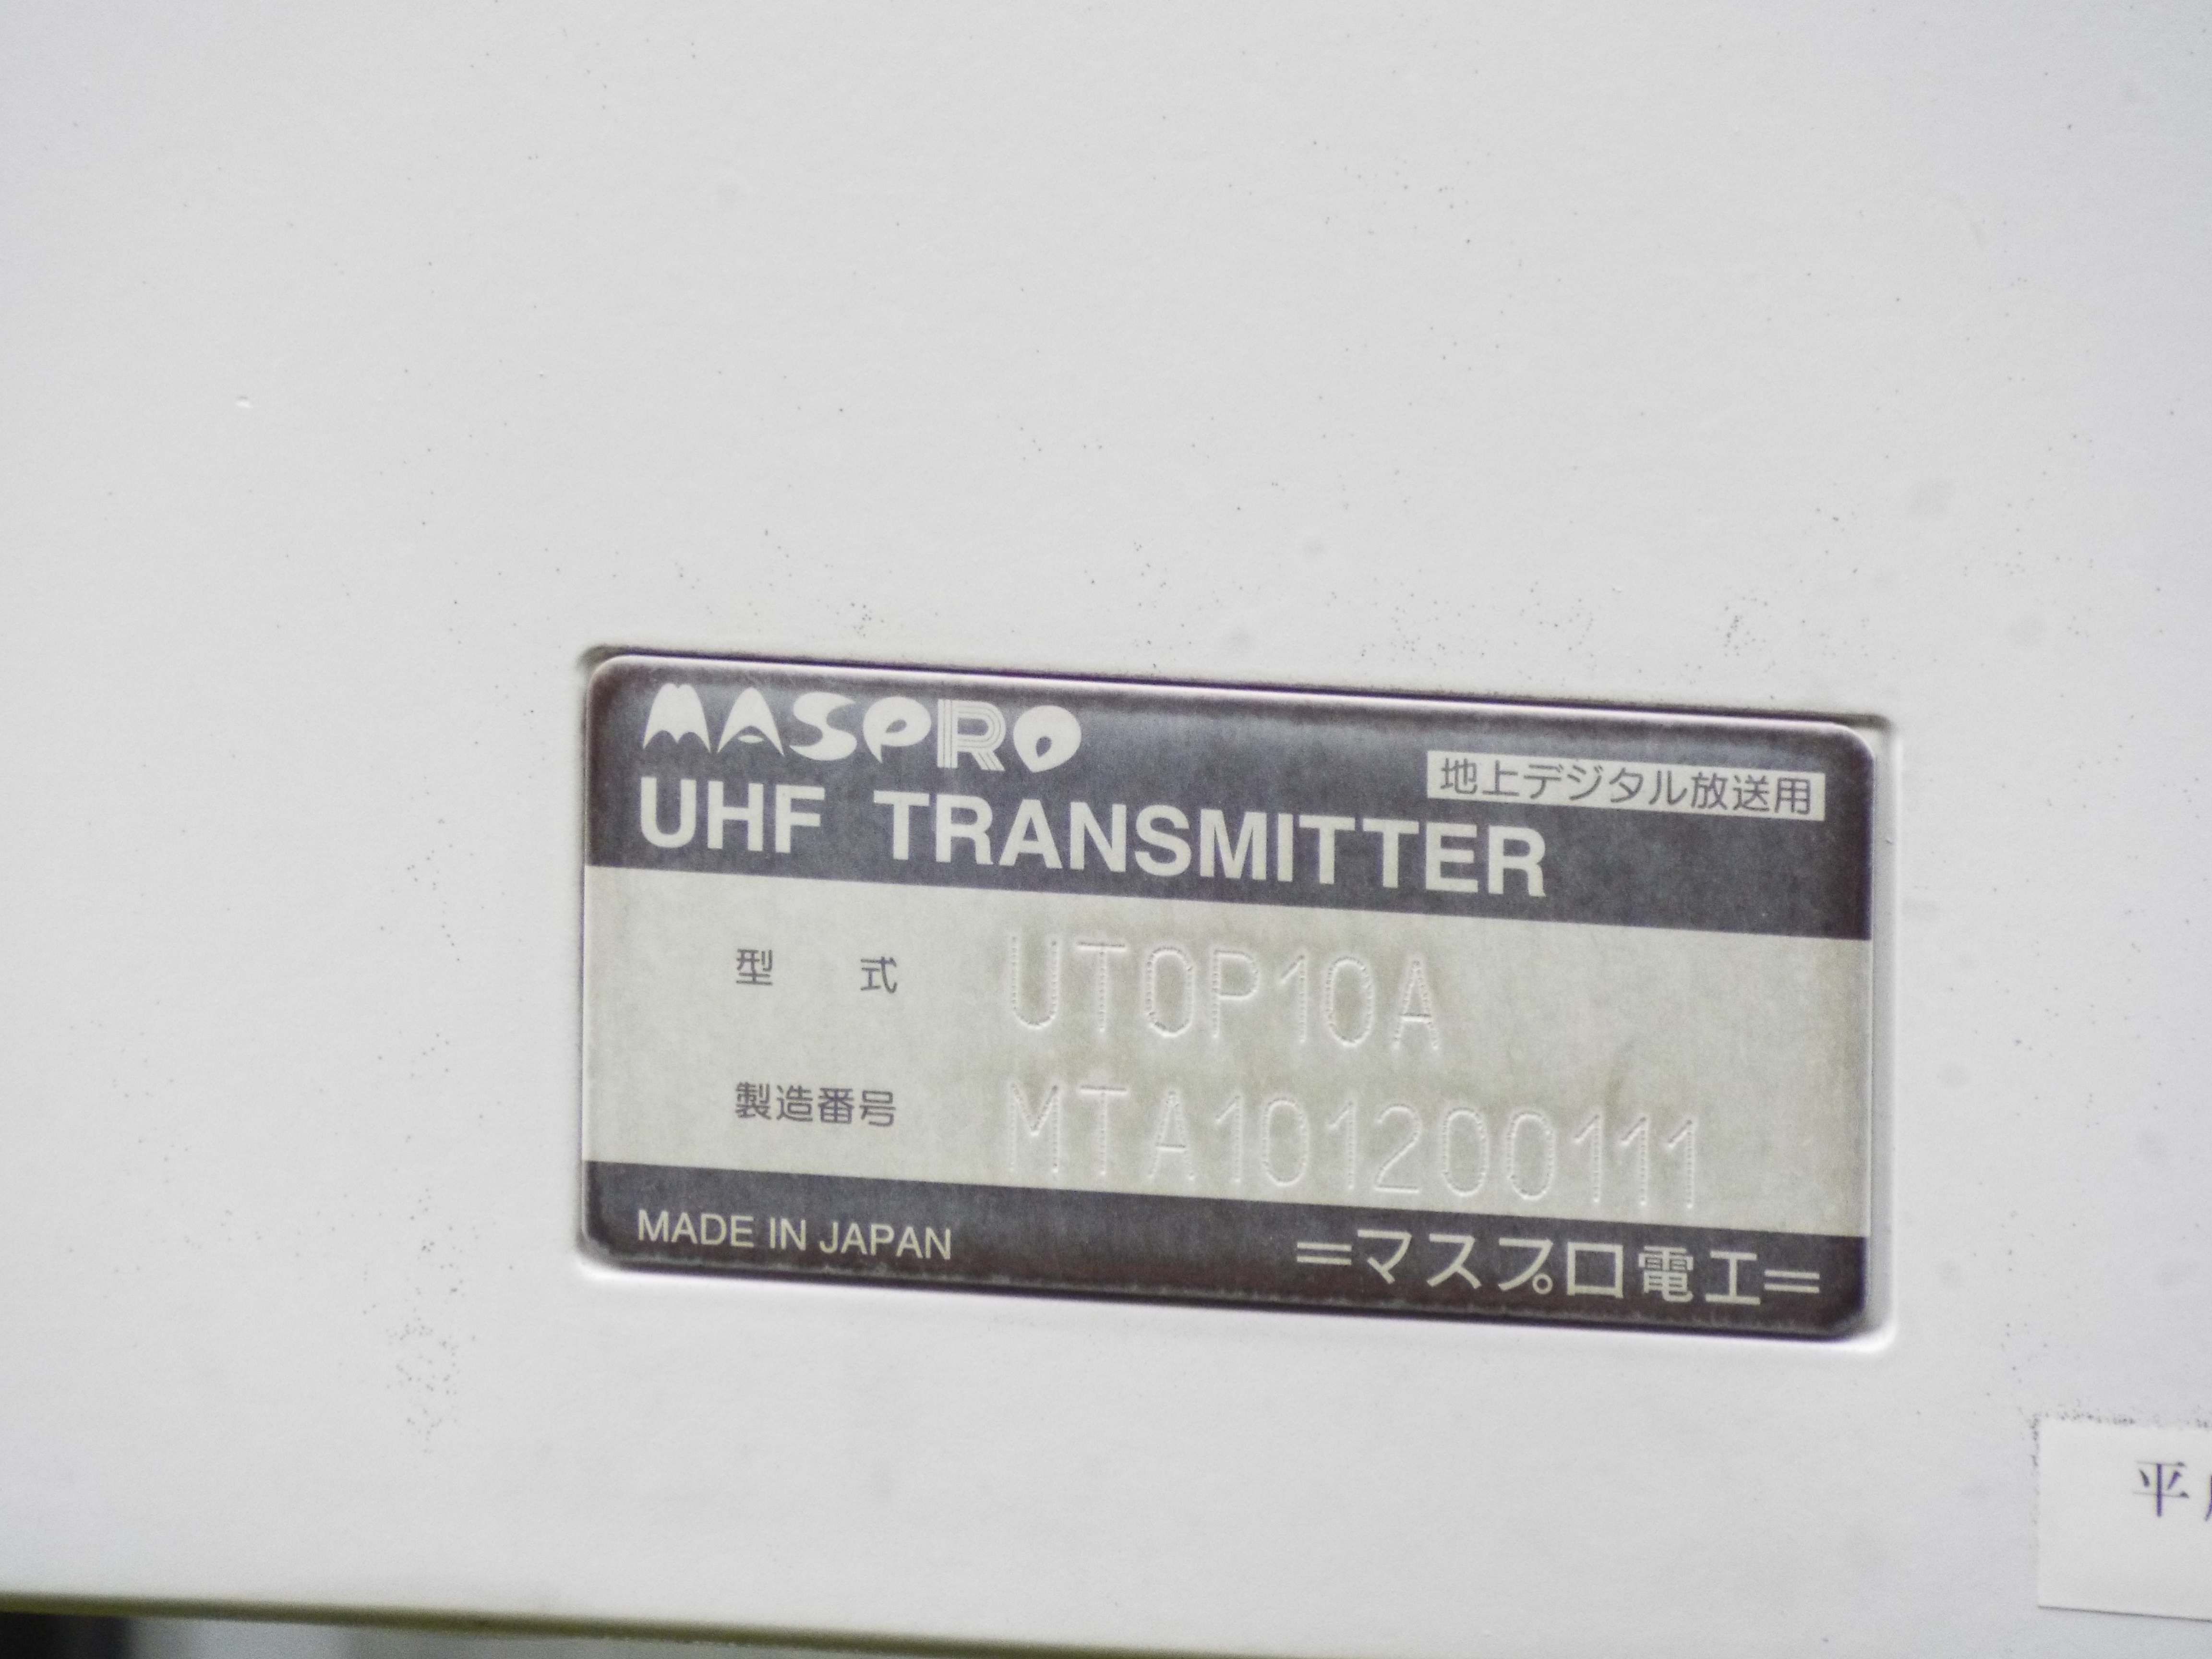 MASPRO
地上デジタル放送用
UHF TRANSMITTER
型 式 UTOP10A
製造番号 MTA101200111
MADE IN JAPAN
=マスプロ電工=
平